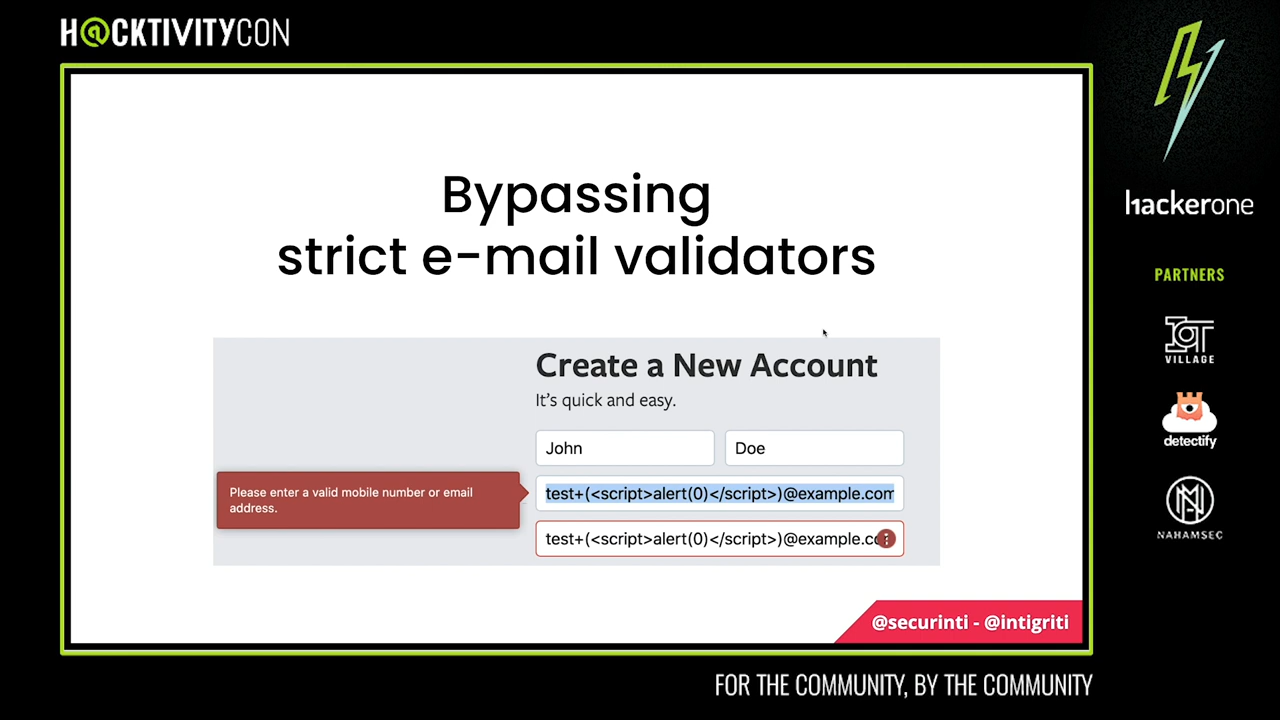 H@CKTIVITYCON
Bypassing
strict e-mail validators
Create a New Account
It's quick and easy.
John
Doe
Please enter a valid mobile number or email
address.
test+(<script>alert(0)</script>)@example.com
test+(<script>alert(0)</script>)@example.co
@securinti - @intigriti
FOR THE COMMUNITY, BY THE COMMUNITY
hackerone
PARTNERS
IOT
VILLAGE
detectify
NAHAMSEC